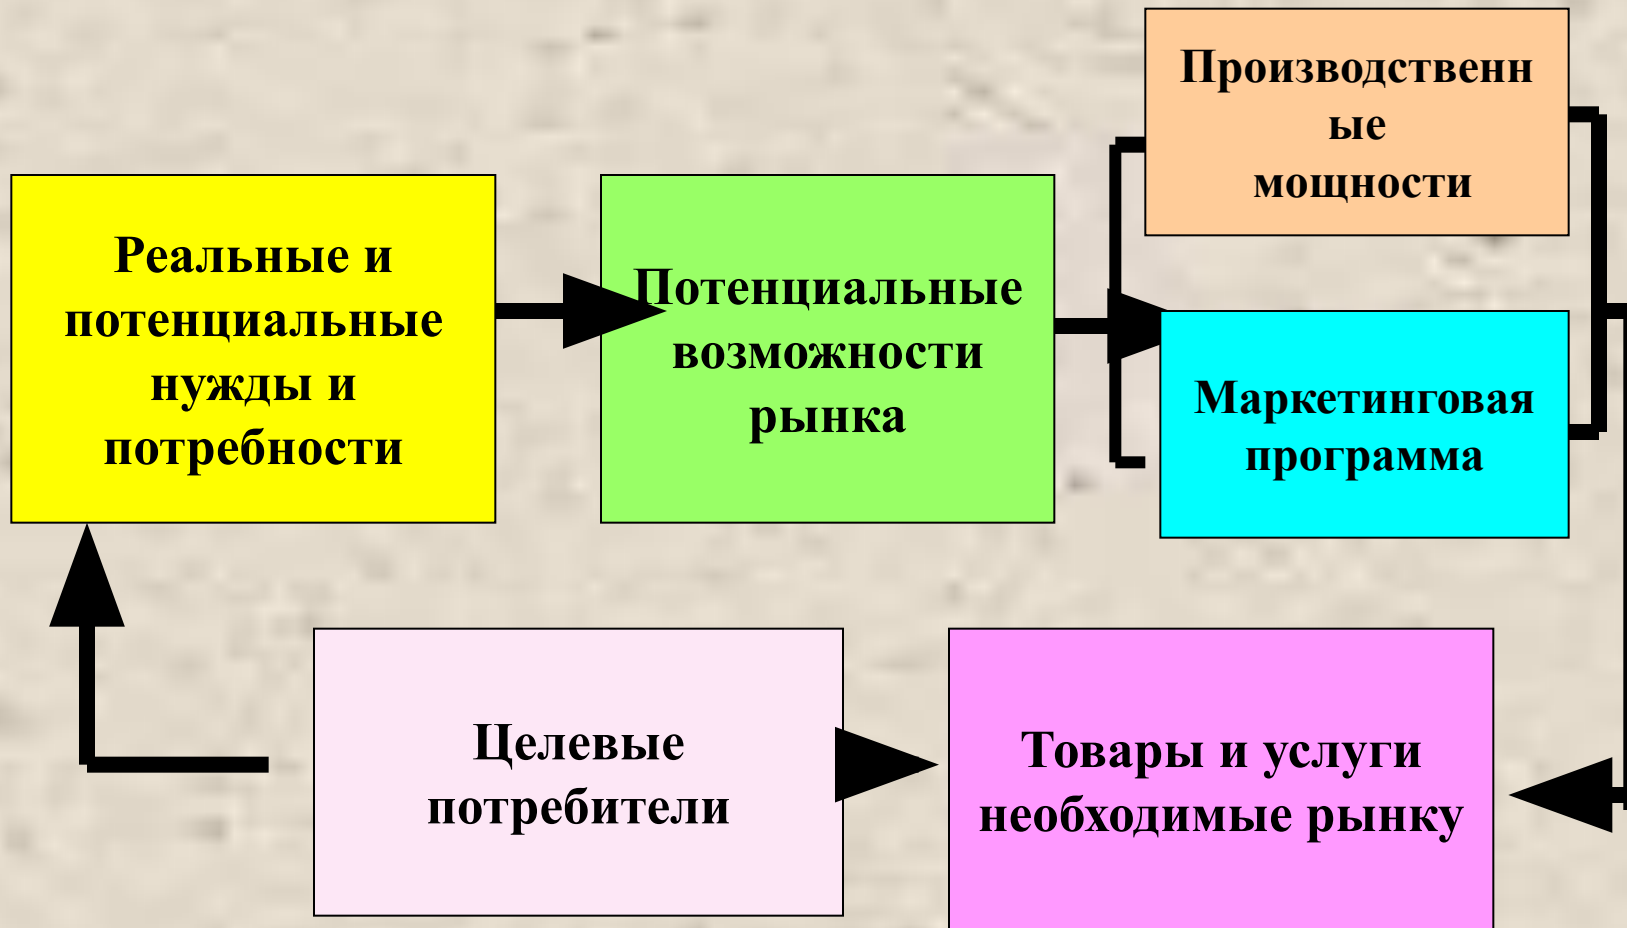 Реальные и
потенциальные
нужды и
потребности
Потенциальные
возможности
рынка
Производственн
ые
мощности
Маркетинговая
программа
Целевые
потребители
Товары и услуги
необходимые рынку